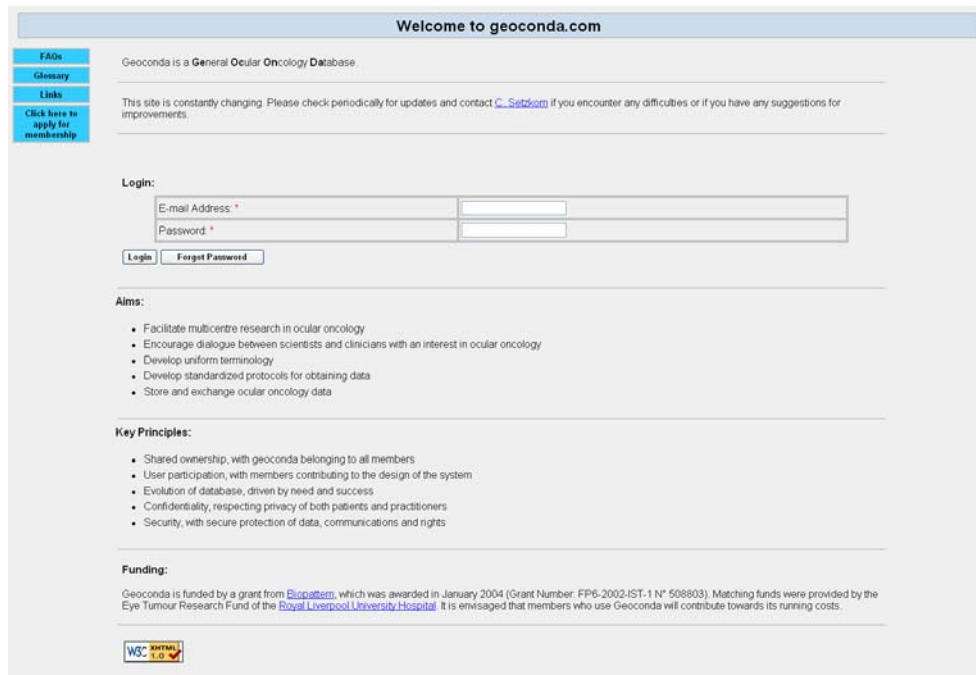 Welcome to geoconda.com
FAQs
Glossary
Links
Click here to
apply for
membership
Geoconda is a General Ocular Oncology Database.
This site is constantly changing. Please check periodically for updates and contact C. Setzkorn if you encounter any difficulties or if you have any suggestions for
improvements.
Login:
E-mail Address: *
Password: *
Login
Forgot Password
Aims:
• Facilitate multicentre research in ocular oncology
• Encourage dialogue between scientists and clinicians with an interest in ocular oncology
• Develop uniform terminology
• Develop standardized protocols for obtaining data
• Store and exchange ocular oncology data
Key Principles:
• Shared ownership, with geoconda belonging to all members
• User participation, with members contributing to the design of the system
• Evolution of database, driven by need and success
• Confidentiality, respecting privacy of both patients and practitioners
• Security, with secure protection of data, communications and rights
Funding:
Geoconda is funded by a grant from Biopattern, which was awarded in January 2004 (Grant Number: FP6-2002-IST-1 N° 508803). Matching funds were provided by the
Eye Tumour Research Fund of the Royal Liverpool University Hospital. It is envisaged that members who use Geoconda will contribute towards its running costs.
W3C XHTML
1.0